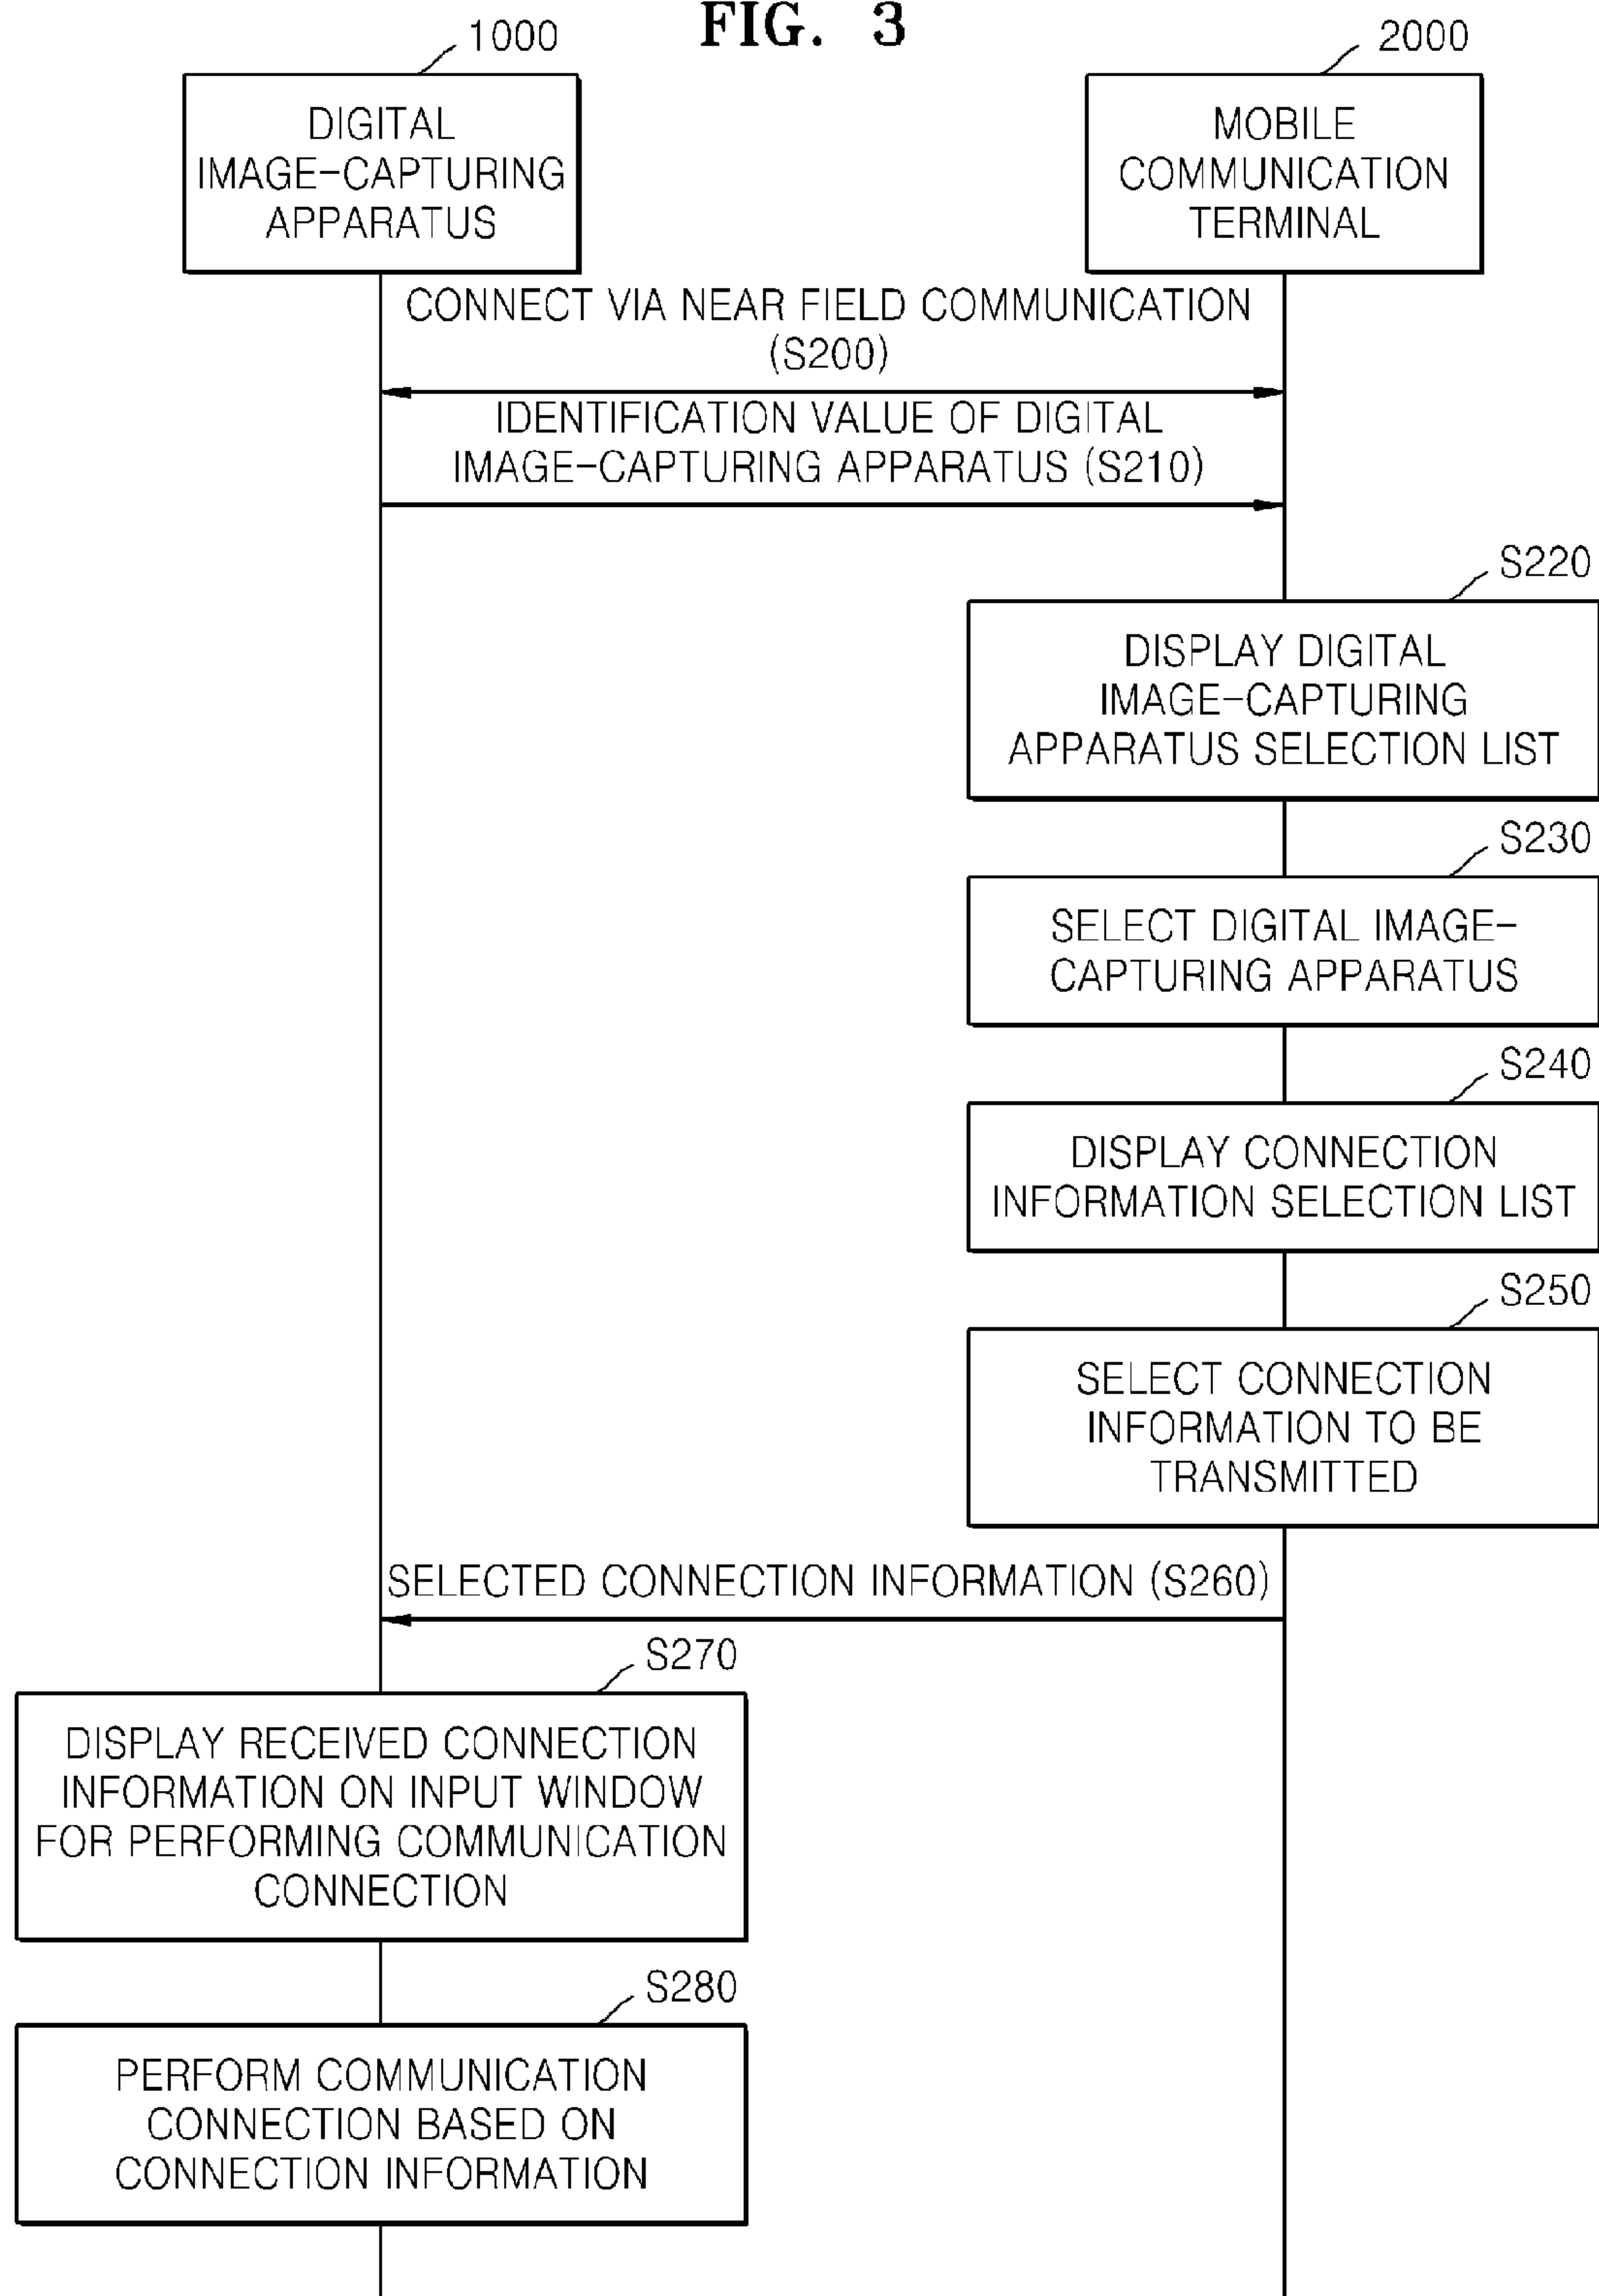 FIG. 3
1000
2000
DIGITAL
IMAGE-CAPTURING
APPARATUS
MOBILE
COMMUNICATION
TERMINAL
CONNECT VIA NEAR FIELD COMMUNICATION
(S200)
IDENTIFICATION VALUE OF DIGITAL
IMAGE-CAPTURING APPARATUS (S210)
S220
DISPLAY DIGITAL
IMAGE-CAPTURING
APPARATUS SELECTION LIST
S230
SELECT DIGITAL IMAGE-
CAPTURING APPARATUS
S240
DISPLAY CONNECTION
INFORMATION SELECTION LIST
S250
SELECT CONNECTION
INFORMATION TO BE
TRANSMITTED
SELECTED CONNECTION INFORMATION (S260)
S270
DISPLAY RECEIVED CONNECTION
INFORMATION ON INPUT WINDOW
FOR PERFORMING COMMUNICATION
CONNECTION
S280
PERFORM COMMUNICATION
CONNECTION BASED ON
CONNECTION INFORMATION